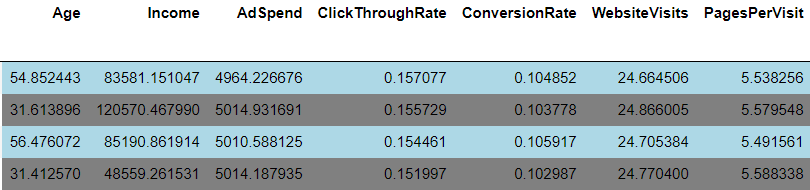 Age Income AdSpend ClickThroughRate ConversionRate WebsiteVisits PagesPerVisit
54.852443 83581.151047 4964.226676 0.157077 0.104852 24.664506 5.538256
31.613896 120570.467990 5014.931691 0.155729 0.103778 24.866005 5.579548
56.476072 85190.861914 5010.588125 0.154461 0.105917 24.705384 5.491561
31.412570 48559.261531 5014.187935 0.151997 0.102987 24.770400 5.588338